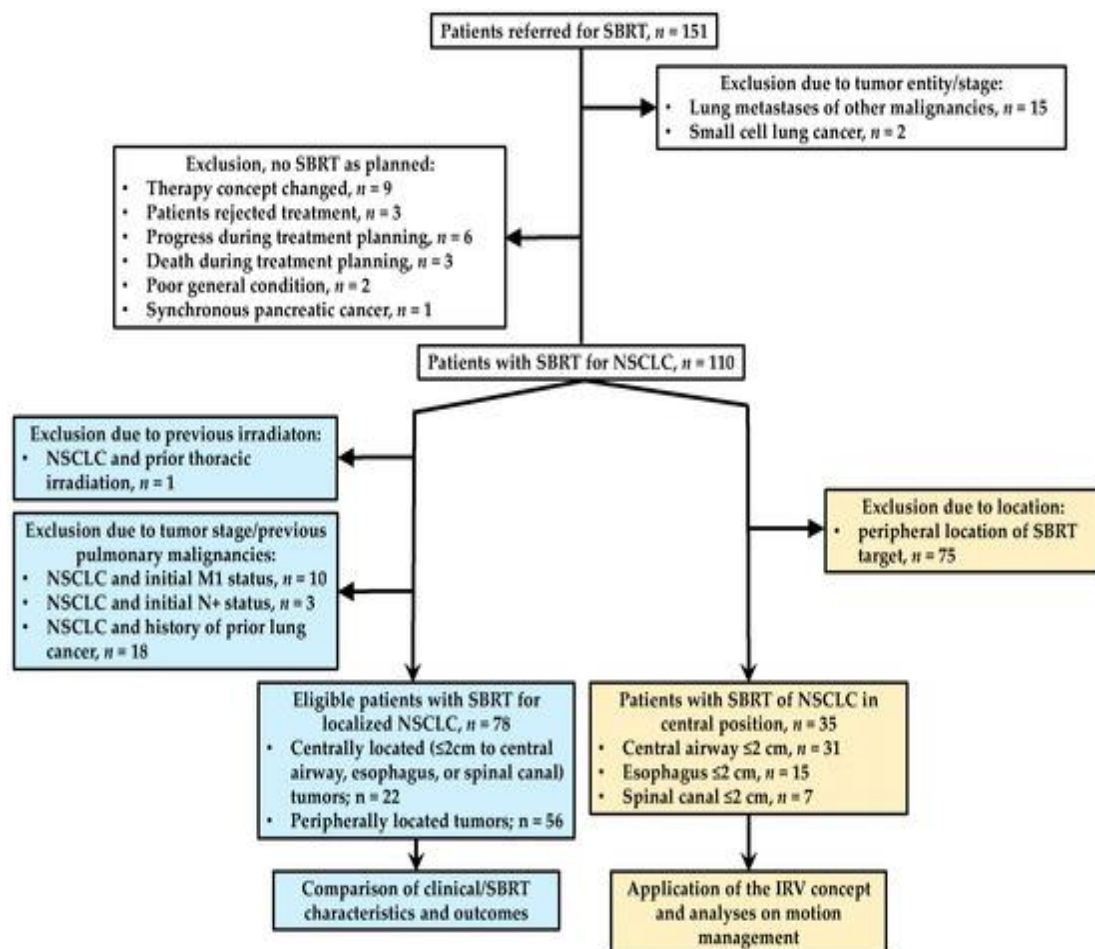 Patients referred for SBRT, n = 151
Exclusion due to tumor entity/stage:
• Lung metastases of other malignancies, n = 15
• Small cell lung cancer, n = 2
Exclusion, no SBRT as planned:
• Therapy concept changed, n = 9
• Patients rejected treatment, n = 3
• Progress during treatment planning, n = 6
• Death during treatment planning, n = 3
• Poor general condition, n = 2
• Synchronous pancreatic cancer, n = 1
Patients with SBRT for NSCLC, n = 110
Exclusion due to previous irradiaton:
• NSCLC and prior thoracic
irradiation, n = 1
Exclusion due to tumor stage/previous
pulmonary malignancies:
• NSCLC and initial M1 status, n = 10
• NSCLC and initial N+ status, n = 3
• NSCLC and history of prior lung
cancer, n = 18
Exclusion due to location:
• peripheral location of SBRT
target, n = 75
Eligible patients with SBRT for
localized NSCLC, n = 78
• Centrally located (≤2cm to central
airway, esophagus, or spinal canal)
tumors; n = 22
• Peripherally located tumors; n = 56
Patients with SBRT of NSCLC in
central position, n = 35
• Central airway ≤2 cm, n = 31
• Esophagus ≤2 cm, n = 15
• Spinal canal ≤2 cm, n = 7
Comparison of clinical/SBRT
characteristics and outcomes
Application of the IRV concept
and analyses on motion
management